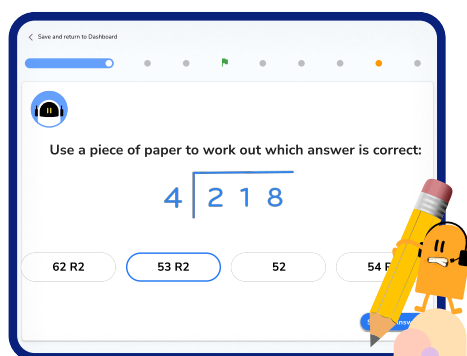 Save and return to Dashboard
Use a piece of paper to work out which answer is correct:
4 2 1 8
62 R2
53 R2
52
54